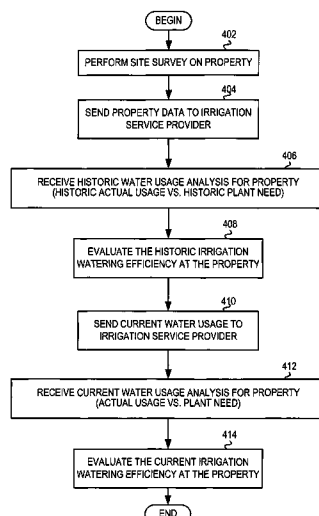 BEGIN
402
PERFORM SITE SURVEY ON PROPERTY
404
SEND PROPERTY DATA TO IRRIGATION
SERVICE PROVIDER
406
RECEIVE HISTORIC WATER USAGE ANALYSIS FOR PROPERTY
(HISTORIC ACTUAL USAGE VS. HISTORIC PLANT NEED)
408
EVALUATE THE HISTORIC IRRIGATION
WATERING EFFICIENCY AT THE PROPERTY
410
SEND CURRENT WATER USAGE TO
IRRIGATION SERVICE PROVIDER
412
RECEIVE CURRENT WATER USAGE ANALYSIS FOR PROPERTY
(ACTUAL USAGE VS. PLANT NEED)
414
EVALUATE THE CURRENT IRRIGATION
WATERING EFFICIENCY AT THE PROPERTY
END